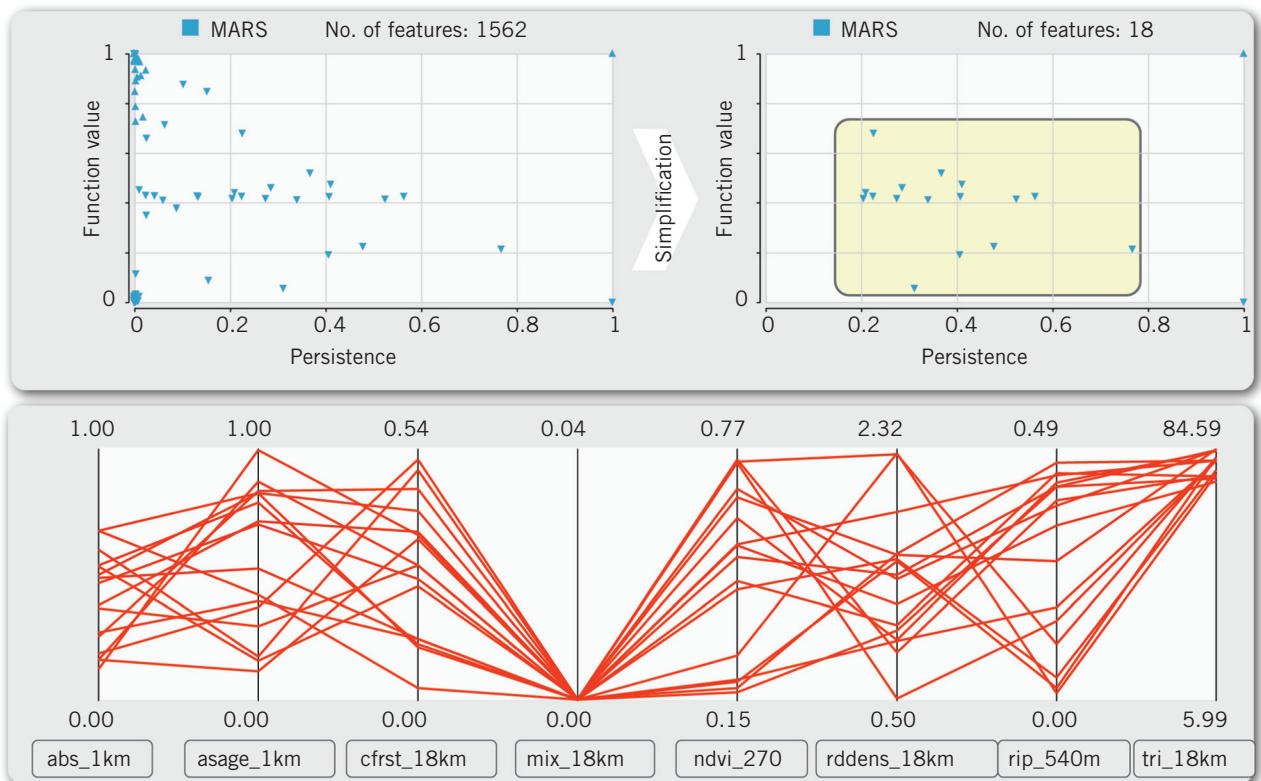 MARS No. of features: 1562
1
Function value
0
0 0.2 0.4 0.6 0.8 1
Persistence
Simplification
MARS No. of features: 18
1
Function value
0
0 0.2 0.4 0.6 0.8 1
Persistence
1.00 1.00 0.54 0.04 0.77 2.32 0.49 84.59
0.00 0.00 0.00 0.00 0.15 0.50 0.00 5.99
abs_1km asage_1km cfrst_18km mix_18km ndvi_270 rddens_18km rip_540m tri_18km